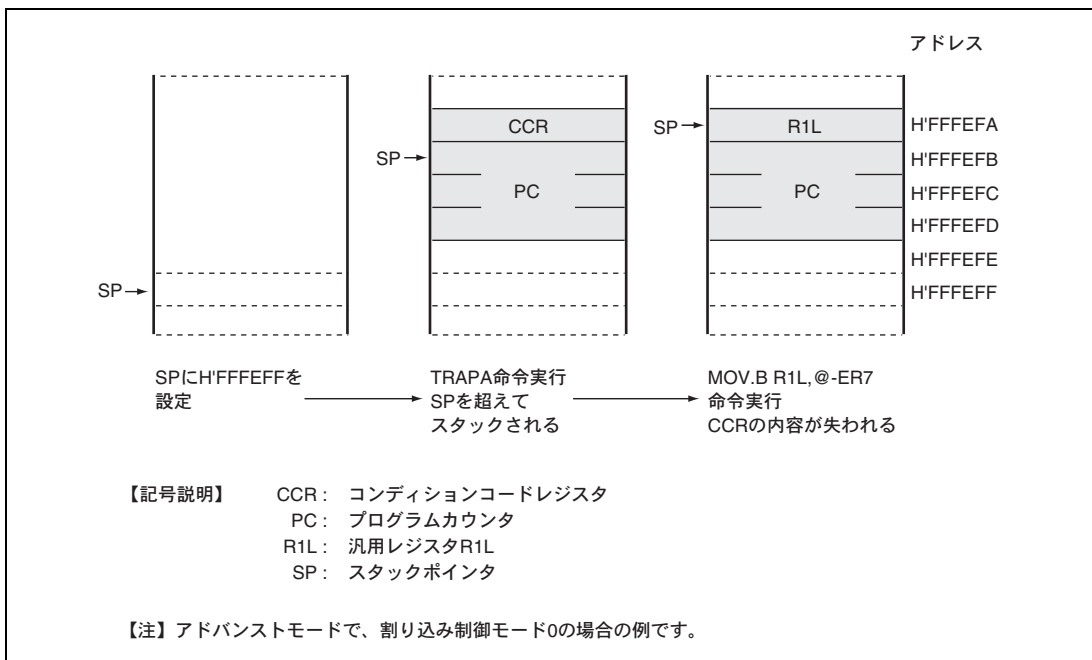 アドレス
CCR
SP
R1L
H'FFFEFA
SP
H'FFFEFB
PC
PC
H'FFFEFC
H'FFFEFD
H'FFFEFE
SP
H'FFFEFF
SPにH'FFFEFFを
設定
TRAPA命令実行
SPを超えて
スタックされる
MOV.B R1L,@-ER7
命令実行
CCRの内容が失われる
【記号説明】 CCR : コンディションコードレジスタ
PC : プログラムカウンタ
R1L : 汎用レジスタR1L
SP : スタックポインタ
【注】アドバンストモードで、割り込み制御モード0の場合の例です。